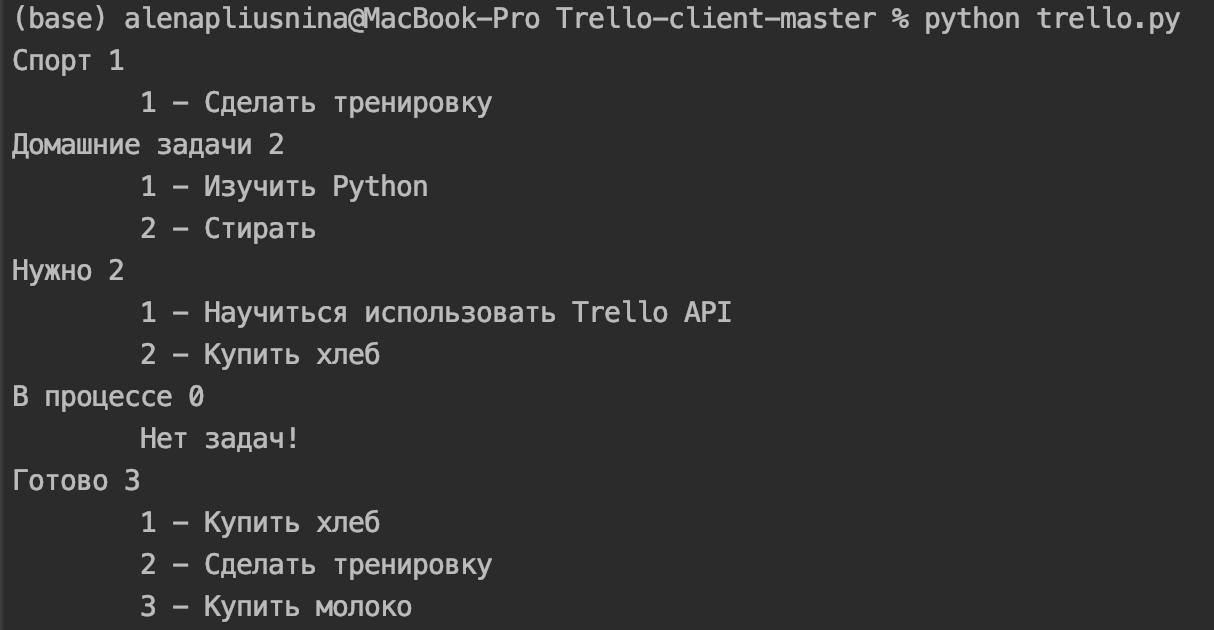 (base) alenapliusnina@MacBook-Pro Trello-client-master % python trello.py
Спорт 1
1 - Сделать тренировку
Домашние задачи 2
1 - Изучить Python
2 - Стирать
Нужно 2
1 - Научиться использовать Trello API
2 - Купить хлеб
В процессе 0
Нет задач!
Готово 3
1 - Купить хлеб
2 - Сделать тренировку
3 - Купить молоко